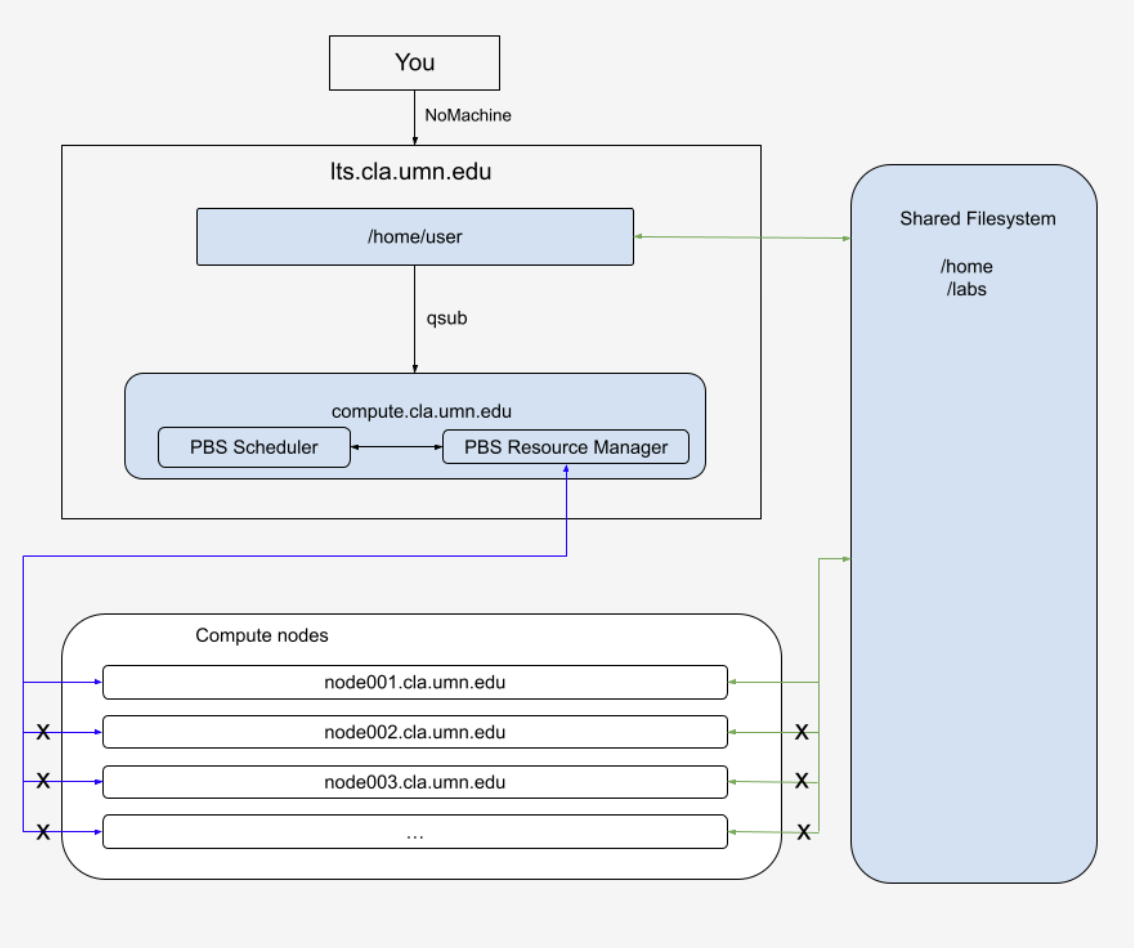 You
NoMachine
lts.cla.umn.edu
/home/user
qsub
compute.cla.umn.edu
PBS Scheduler
PBS Resource Manager
Shared Filesystem
/home
/labs
Compute nodes
node001.cla.umn.edu
X node002.cla.umn.edu X
X node003.cla.umn.edu X
X ... X